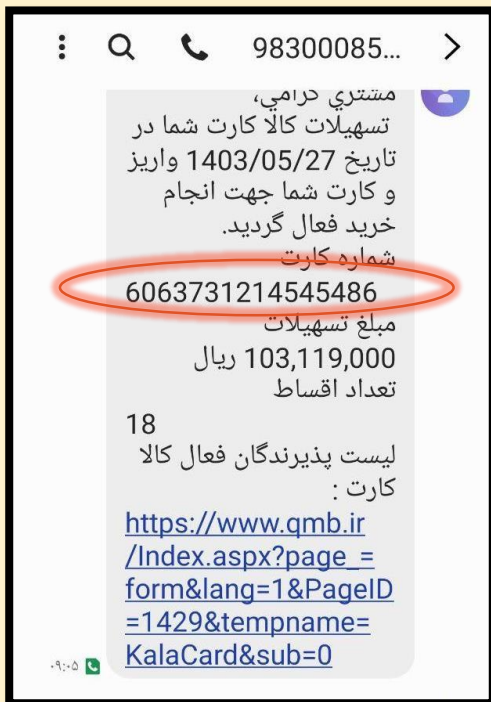 98300085...
مشتري گرامي،
تسهیلات کالا کارت شما در
تاریخ 1403/05/27 واریز
و کارت شما جهت انجام
خرید فعال گردید.
شماره کارت
6063731214545486
مبلغ تسهیلات
103,119,000 ریال
تعداد اقساط
18
لیست پذیرندگان فعال کالا
کارت :
https://www.qmb.ir
/Index.aspx?page_=
form&lang=1&PageID
=1429&tempname=
KalaCard&sub=0
۰۹:۰۵